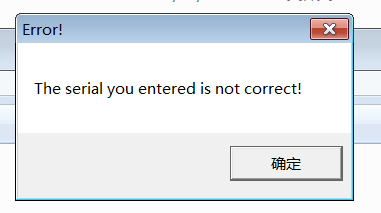 Error!
The serial you entered is not correct!
确定